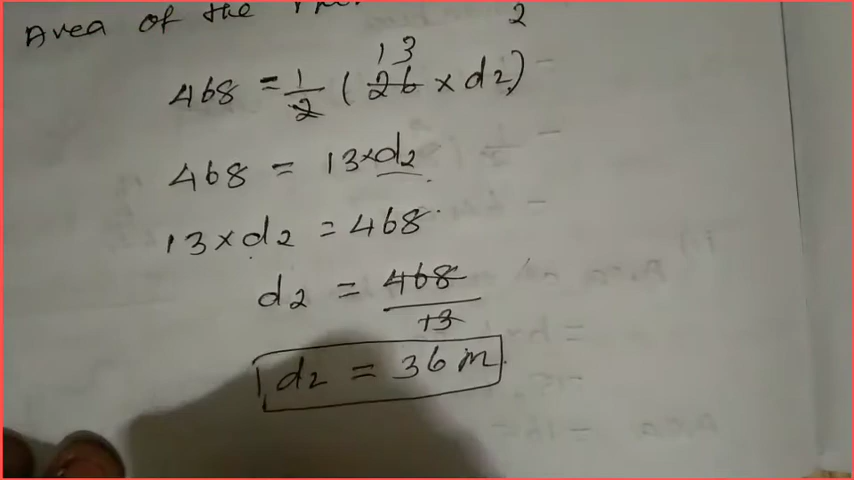 Area of the
2
13
468 = 1/2 ( 26 × d2)
468 = 13×d2
13×d2 = 468
d2 = 468/13
d2 = 36 m